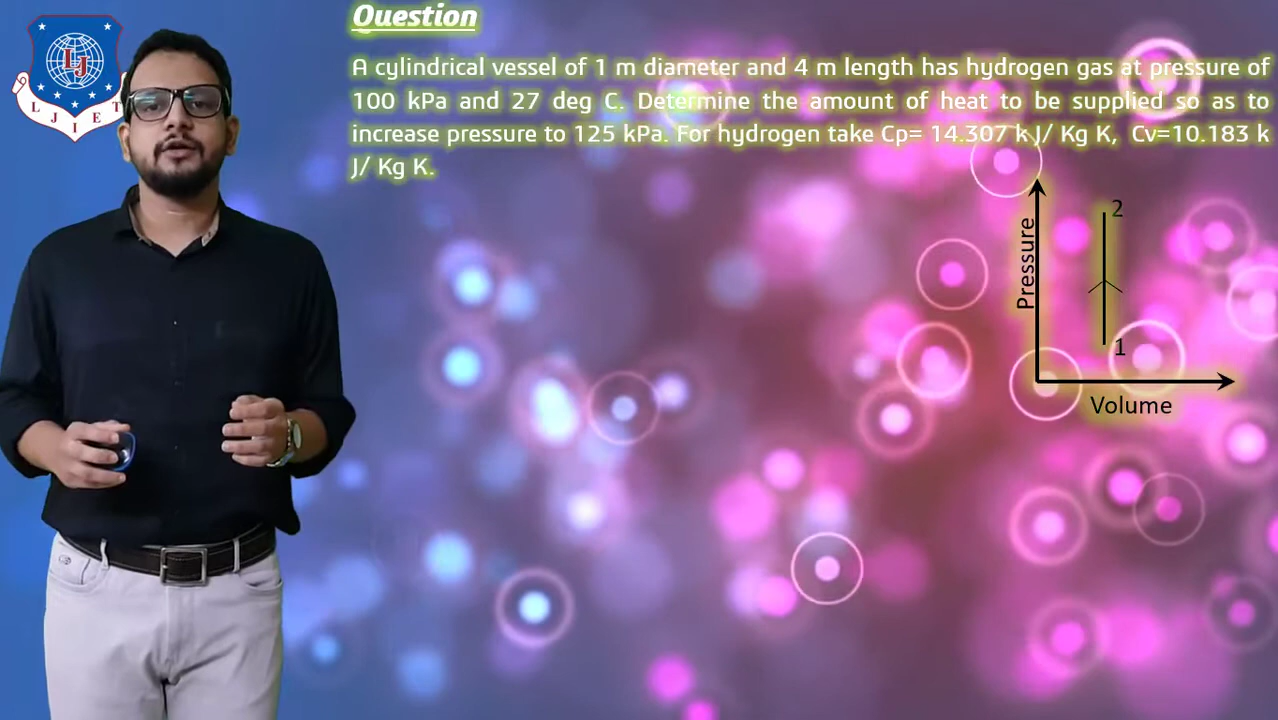 Question
A cylindrical vessel of 1 m diameter and 4 m length has hydrogen gas at pressure of
100 kPa and 27 deg C. Determine the amount of heat to be supplied so as to
increase pressure to 125 kPa. For hydrogen take Cp= 14.307 k J/ Kg K, Cv=10.183 k
J/ Kg K.
LJ
L J I E T
2
Pressure
1
Volume